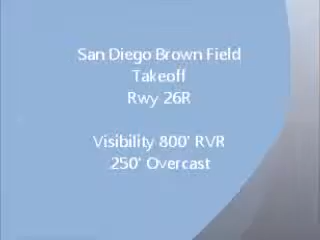 San Diego Brown Field
Takeoff
Rwy 26R
Visibility 800' RVR
250' Overcast